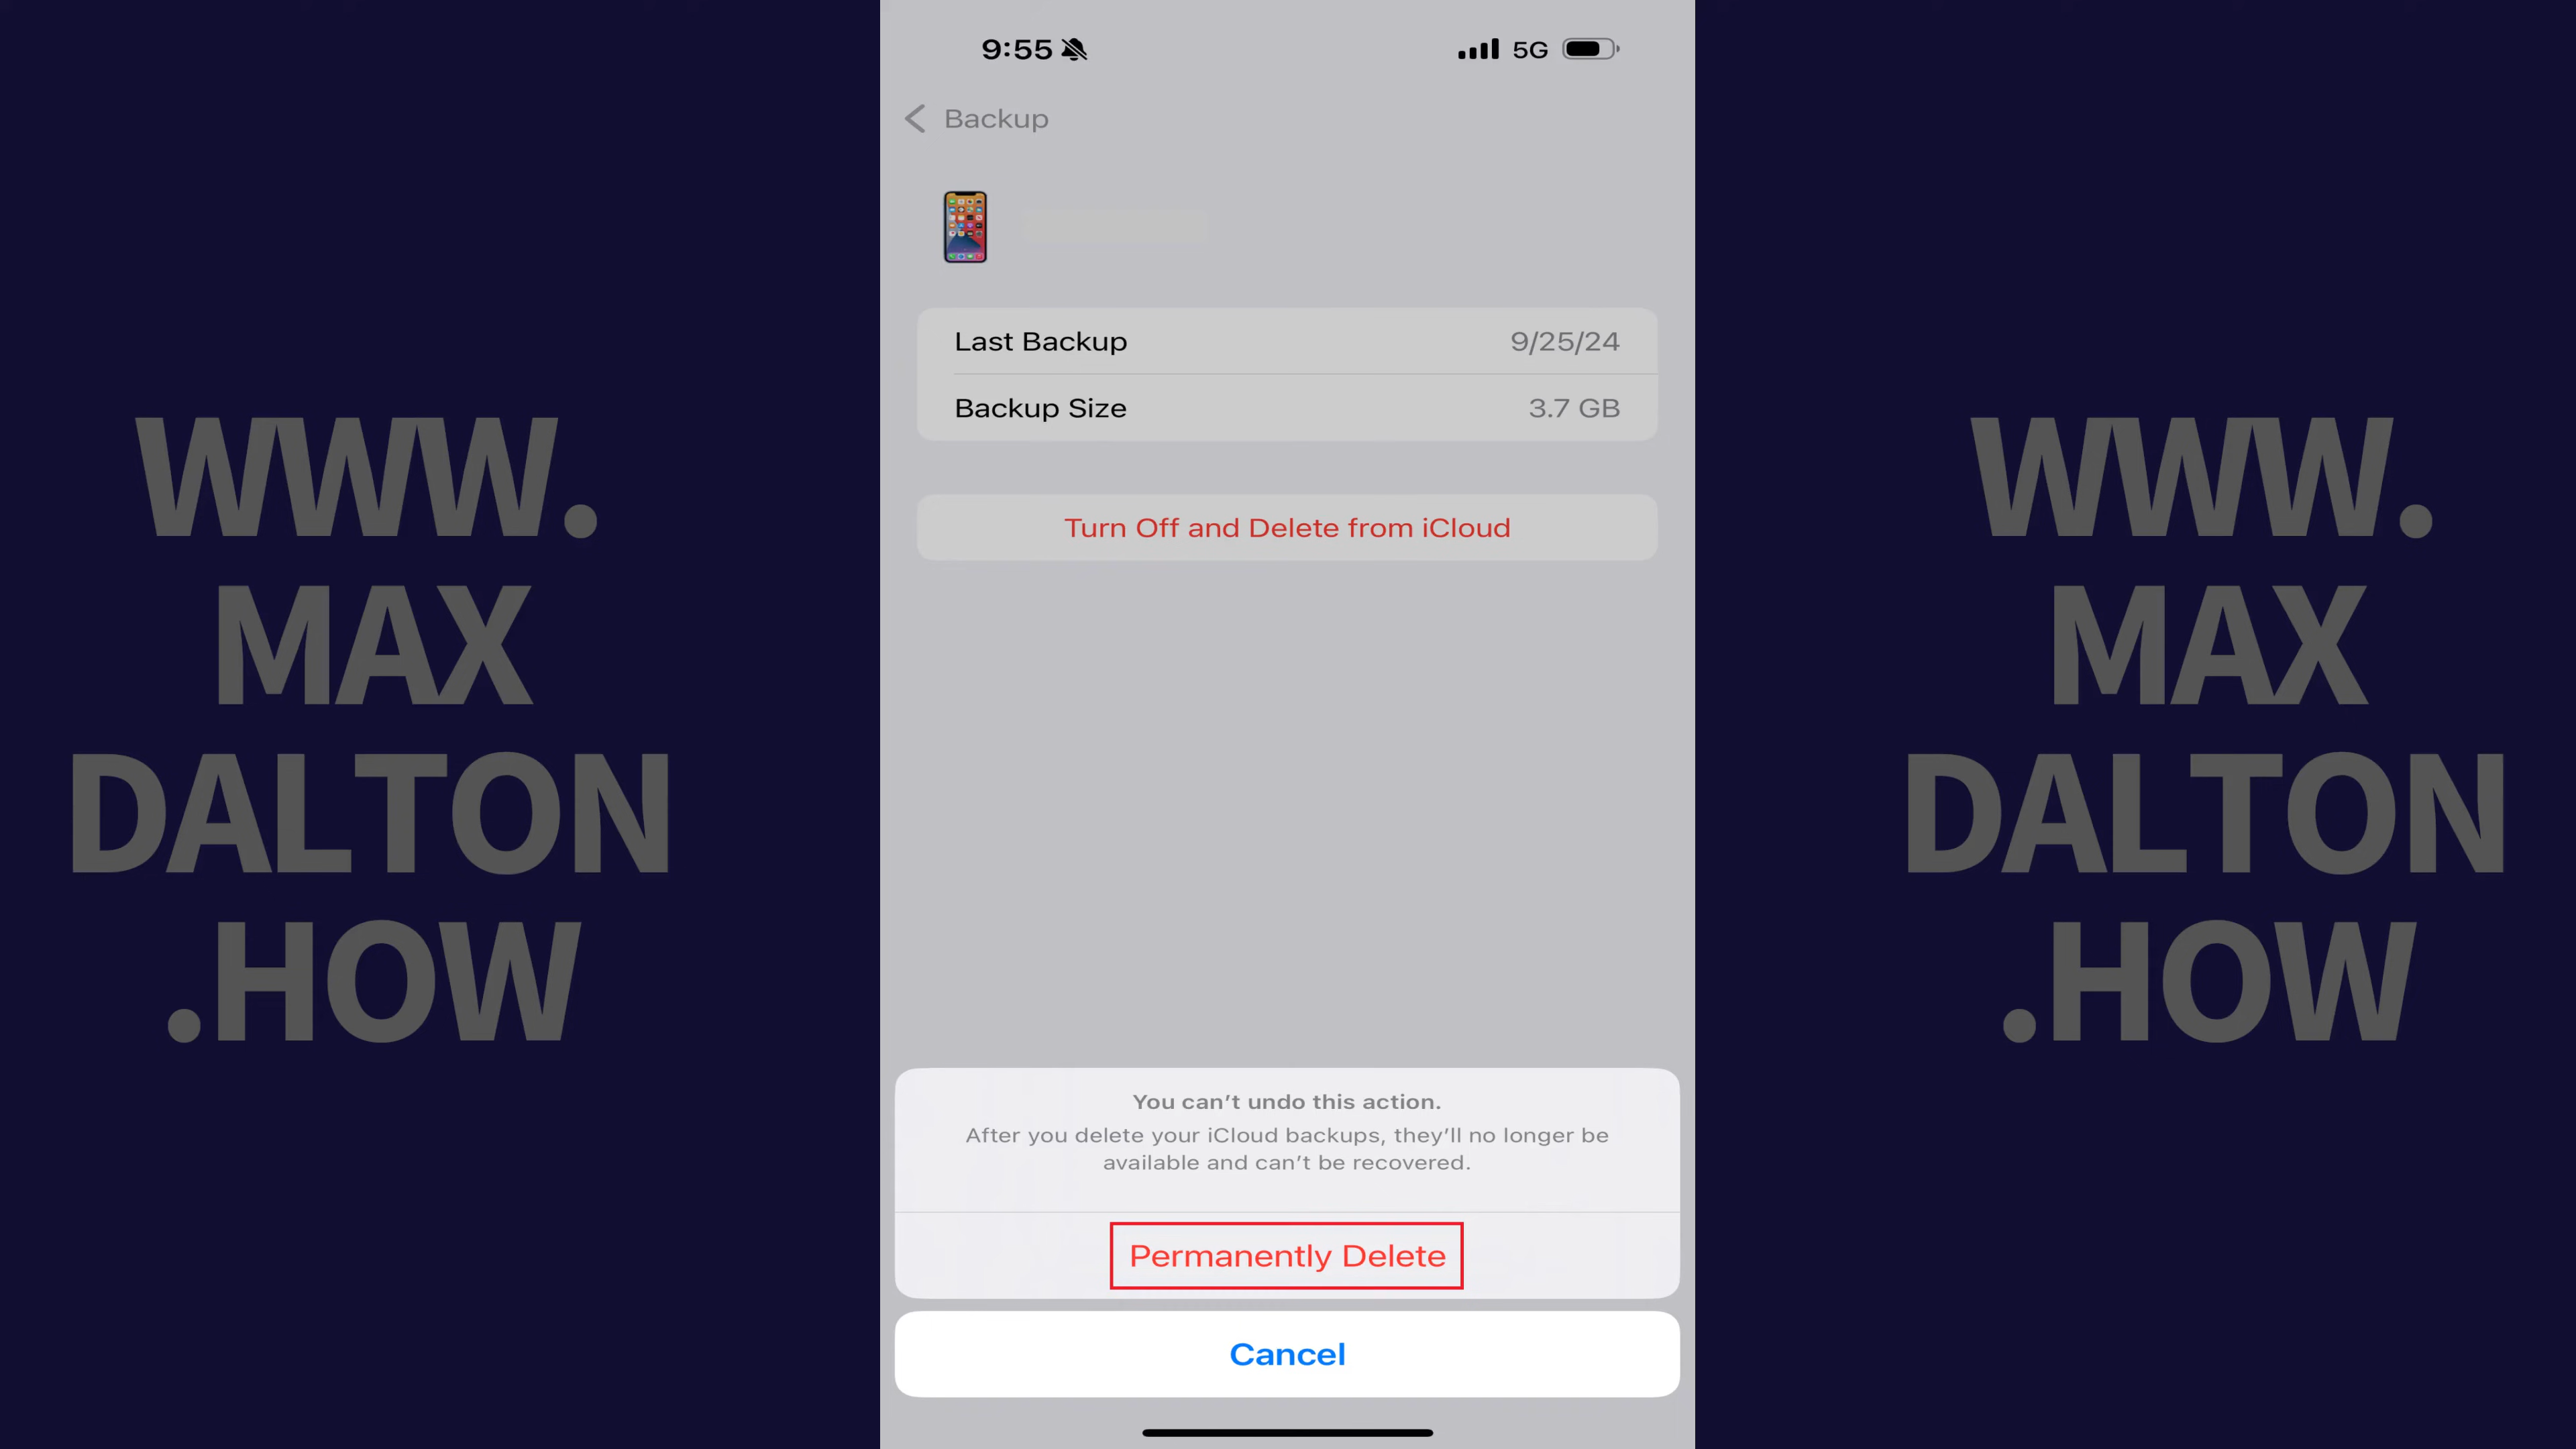 WWW.
MAX
DALTON
.HOW
9:55
5G
Backup
Last Backup 9/25/24
Backup Size 3.7 GB
Turn Off and Delete from iCloud
You can't undo this action.
After you delete your iCloud backups, they'll no longer be
available and can't be recovered.
Permanently Delete
Cancel
WWW.
MAX
DALTON
.HOW